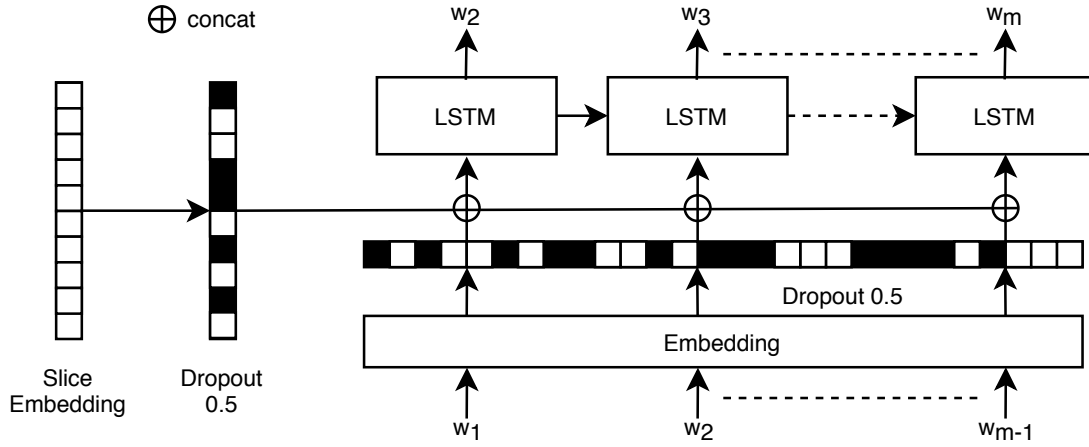 concat
w2
w3
wm
LSTM
LSTM
LSTM
Dropout 0.5
Embedding
Slice
Embedding
Dropout
0.5
w1
w2
wm-1